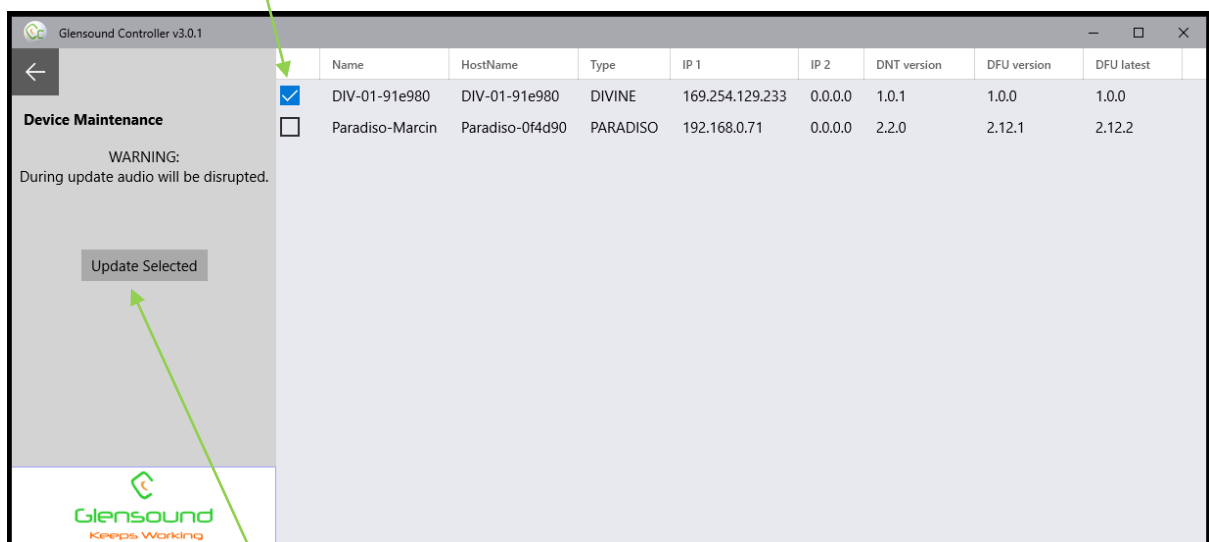 Glensound Controller v3.0.1
Name HostName Type IP 1 IP 2 DNT version DFU version DFU latest
DIV-01-91e980 DIV-01-91e980 DIVINE 169.254.129.233 0.0.0.0 1.0.1 1.0.0 1.0.0
Paradiso-Marcin Paradiso-0f4d90 PARADISO 192.168.0.71 0.0.0.0 2.2.0 2.12.1 2.12.2
Device Maintenance
WARNING:
During update audio will be disrupted.
Update Selected
Glensound
Keeps Working